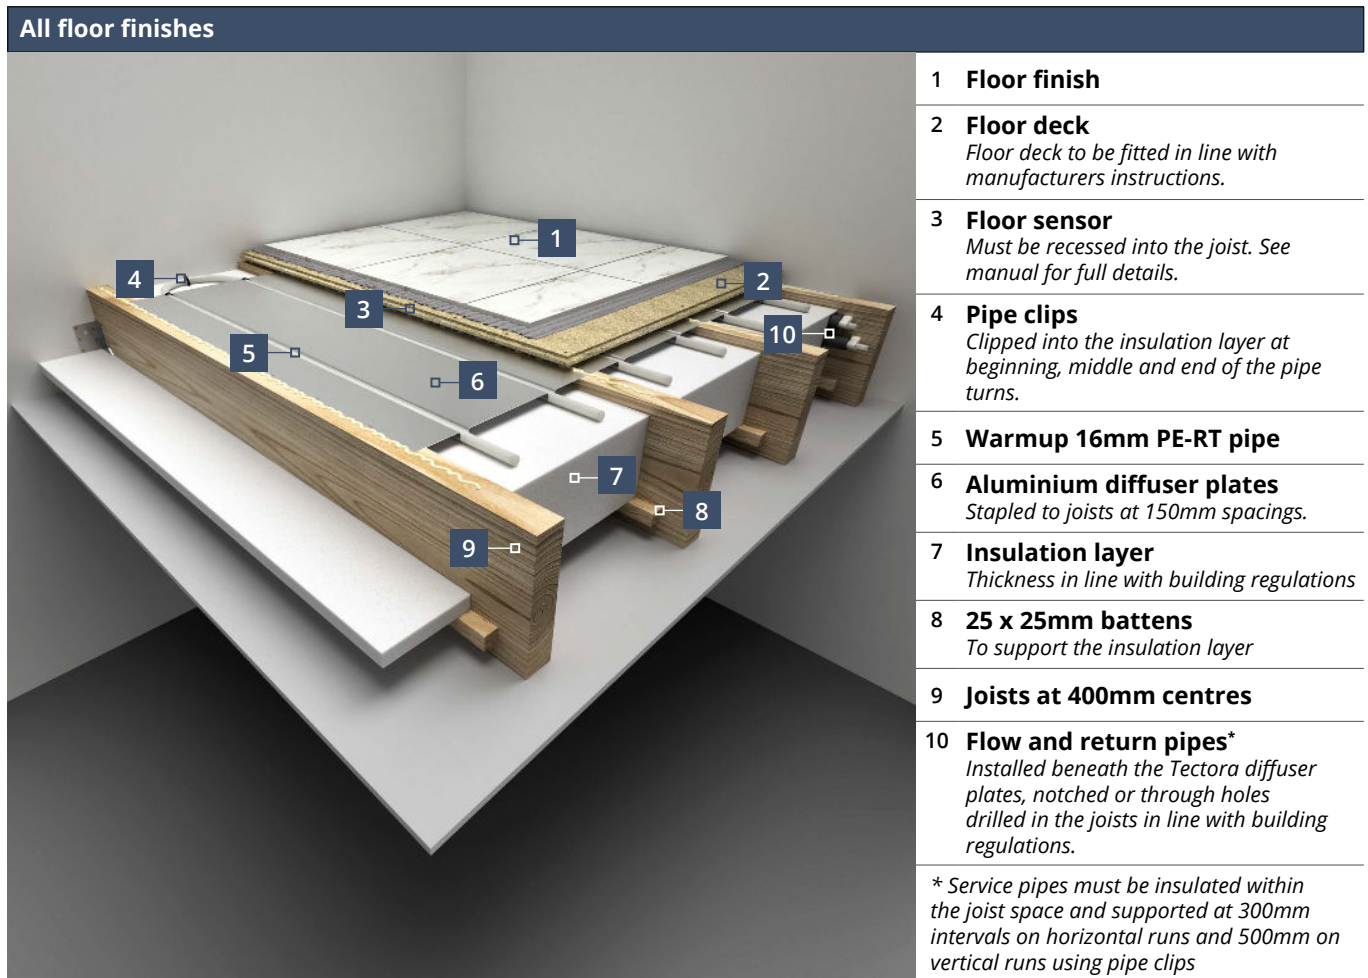 All floor finishes
1 Floor finish
2 Floor deck
Floor deck to be fitted in line with
manufacturers instructions.
3 Floor sensor
Must be recessed into the joist. See
manual for full details.
4 Pipe clips
Clipped into the insulation layer at
beginning, middle and end of the pipe
turns.
5 Warmup 16mm PE-RT pipe
6 Aluminium diffuser plates
Stapled to joists at 150mm spacings.
7 Insulation layer
Thickness in line with building regulations
8 25 x 25mm battens
To support the insulation layer
9 Joists at 400mm centres
10 Flow and return pipes*
Installed beneath the Tectora diffuser
plates, notched or through holes
drilled in the joists in line with building
regulations.
* Service pipes must be insulated within
the joist space and supported at 300mm
intervals on horizontal runs and 500mm on
vertical runs using pipe clips
1
2
3
4
5
6
7
8
9
10